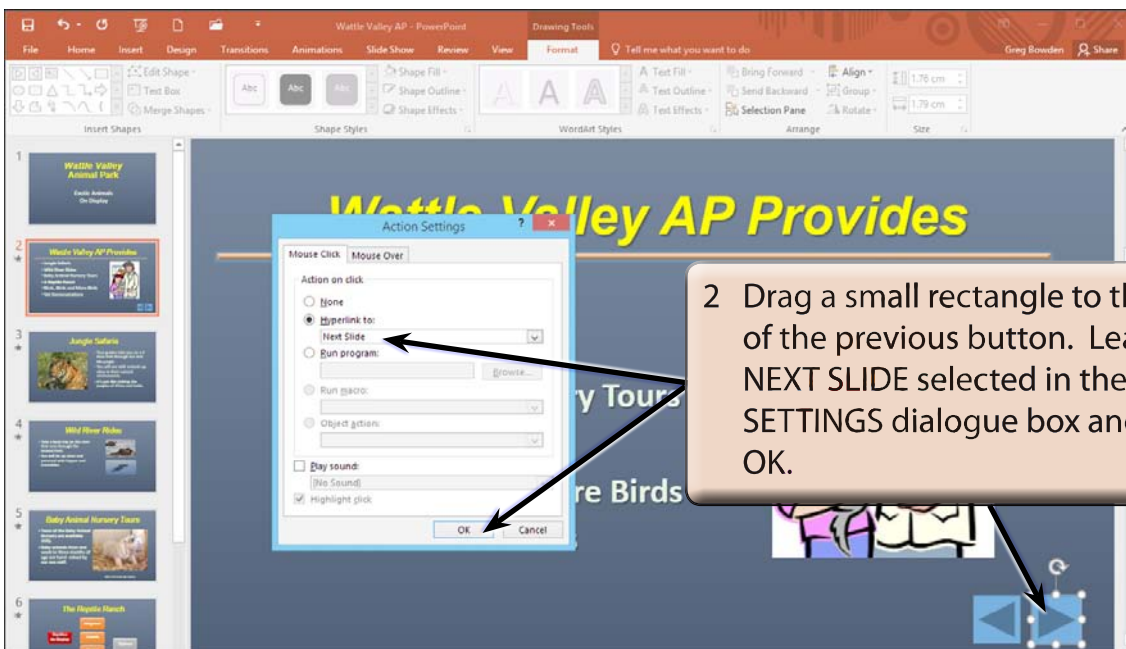 Wattle Valley AP - PowerPoint
Drawing Tools
File Home Insert Design Transitions Animations Slide Show Review View Format Tell me what you want to do Greg Bowden Share
Edit Shape
Text Box
Merge Shapes
Insert Shapes
Abc Abc Abc
Shape Fill
Shape Outline
Shape Effects
Shape Styles
A A A
Text Fill
Text Outline
Text Effects
WordArt Styles
Bring Forward
Send Backward
Selection Pane
Align
Group
Rotate
Arrange
1.78 cm
1.79 cm
Size
1
Wattle Valley
Animal Park
Exotic Animals
On Display
2
Wattle Valley AP Provides
3
Jungle Safaris
4
Wild River Rides
5
Baby Animal Nursery Tours
6
The Reptile Ranch
Wattle Valley AP Provides
y Tours
re Birds
Action Settings
?
Mouse Click Mouse Over
Action on click
None
Hyperlink to:
Next Slide
Run program:
Browse...
Run macro:
Object action:
Play sound:
[No Sound]
Highlight click
OK Cancel
2 Drag a small rectangle to th
of the previous button. Lea
NEXT SLIDE selected in the
SETTINGS dialogue box and
OK.